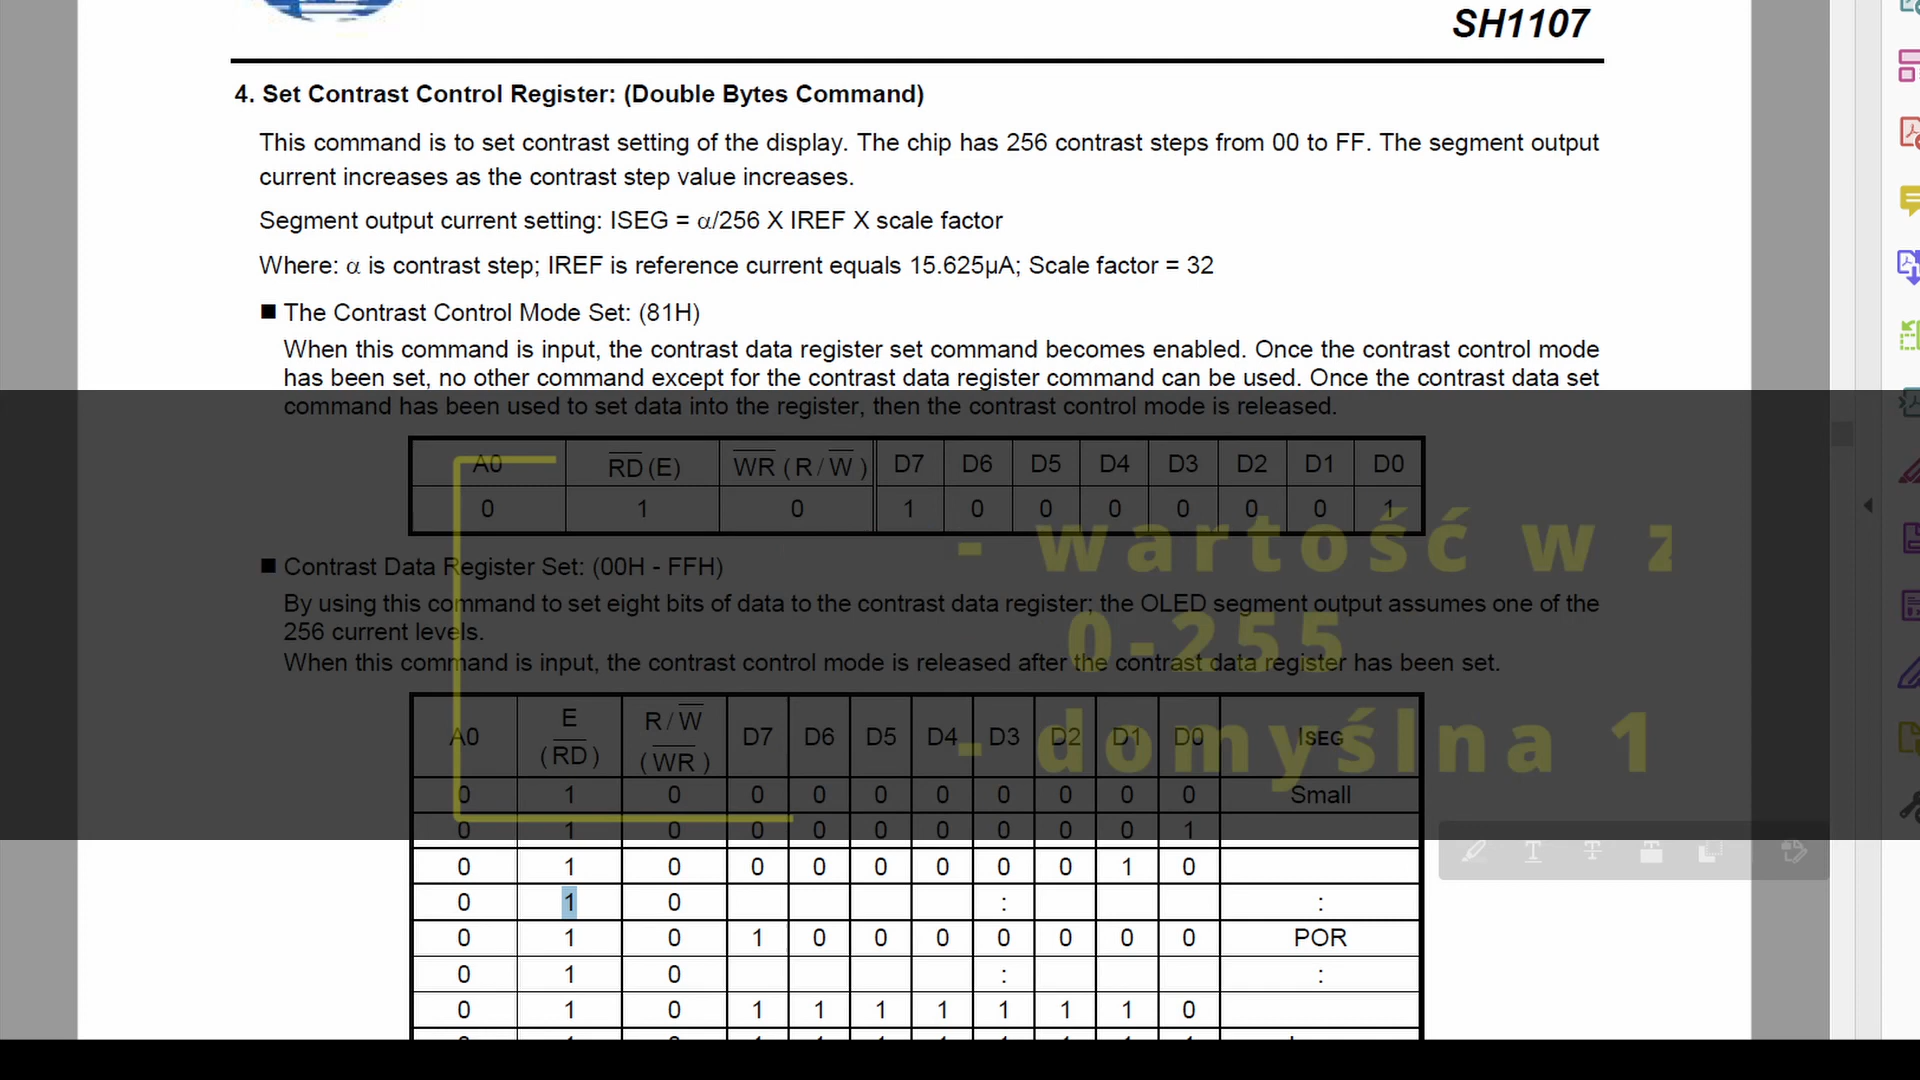 SH1107
4. Set Contrast Control Register: (Double Bytes Command)
This command is to set contrast setting of the display. The chip has 256 contrast steps from 00 to FF. The segment output
current increases as the contrast step value increases.
Segment output current setting: ISEG = α/256 X IREF X scale factor
Where: α is contrast step; IREF is reference current equals 15.625µA; Scale factor = 32
■ The Contrast Control Mode Set: (81H)
When this command is input, the contrast data register set command becomes enabled. Once the contrast control mode
has been set, no other command except for the contrast data register command can be used. Once the contrast data set
command has been used to set data into the register, then the contrast control mode is released.
A0 RD (E) WR (R/W) D7 D6 D5 D4 D3 D2 D1 D0
0 1 0 1 0 0 0 0 0 0 1
- wartość w z
■ Contrast Data Register Set: (00H - FFH)
By using this command to set eight bits of data to the contrast data register; the OLED segment output assumes one of the
256 current levels.
0-255
When this command is input, the contrast control mode is released after the contrast data register has been set.
A0 E (RD) R/W (WR) D7 D6 D5 D4 D3 D2 D1 D0 ISEG
- domyślna 1
0 1 0 0 0 0 0 0 0 0 0 Small
0 1 0 0 0 0 0 0 0 0 1
0 1 0 0 0 0 0 0 0 1 0
0 1 0 : :
0 1 0 1 0 0 0 0 0 0 0 POR
0 1 0 : :
0 1 0 1 1 1 1 1 1 1 0